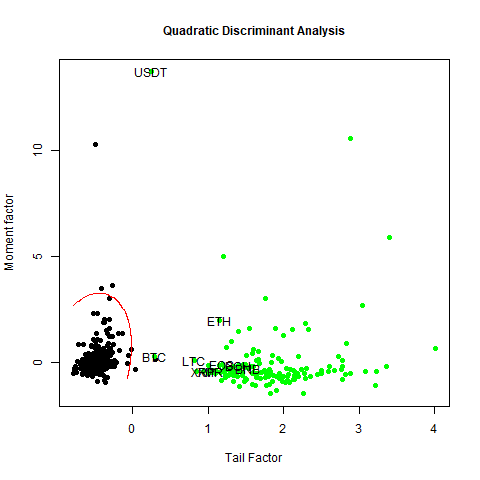 Quadratic Discriminant Analysis
USDT
ETH
BTC
LTC
Moment factor
0
5
10
0
1
2
3
4
Tail Factor